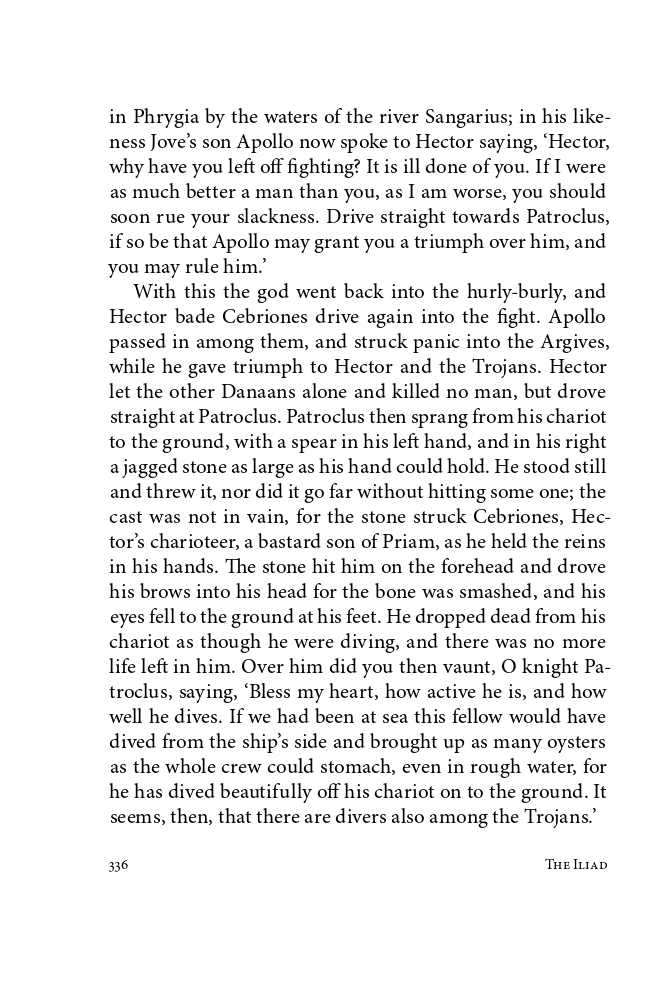 in Phrygia by the waters of the river Sangarius; in his like-
ness Jove’s son Apollo now spoke to Hector saying, ‘Hector,
why have you left off fighting? It is ill done of you. If I were
as much better a man than you, as I am worse, you should
soon rue your slackness. Drive straight towards Patroclus,
if so be that Apollo may grant you a triumph over him, and
you may rule him.’
With this the god went back into the hurly-burly, and
Hector bade Cebriones drive again into the fight. Apollo
passed in among them, and struck panic into the Argives,
while he gave triumph to Hector and the Trojans. Hector
let the other Danaans alone and killed no man, but drove
straight at Patroclus. Patroclus then sprang from his chariot
to the ground, with a spear in his left hand, and in his right
a jagged stone as large as his hand could hold. He stood still
and threw it, nor did it go far without hitting some one; the
cast was not in vain, for the stone struck Cebriones, Hec-
tor’s charioteer, a bastard son of Priam, as he held the reins
in his hands. The stone hit him on the forehead and drove
his brows into his head for the bone was smashed, and his
eyes fell to the ground at his feet. He dropped dead from his
chariot as though he were diving, and there was no more
life left in him. Over him did you then vaunt, O knight Pa-
troclus, saying, ‘Bless my heart, how active he is, and how
well he dives. If we had been at sea this fellow would have
dived from the ship’s side and brought up as many oysters
as the whole crew could stomach, even in rough water, for
he has dived beautifully off his chariot on to the ground. It
seems, then, that there are divers also among the Trojans.’
336
The Iliad